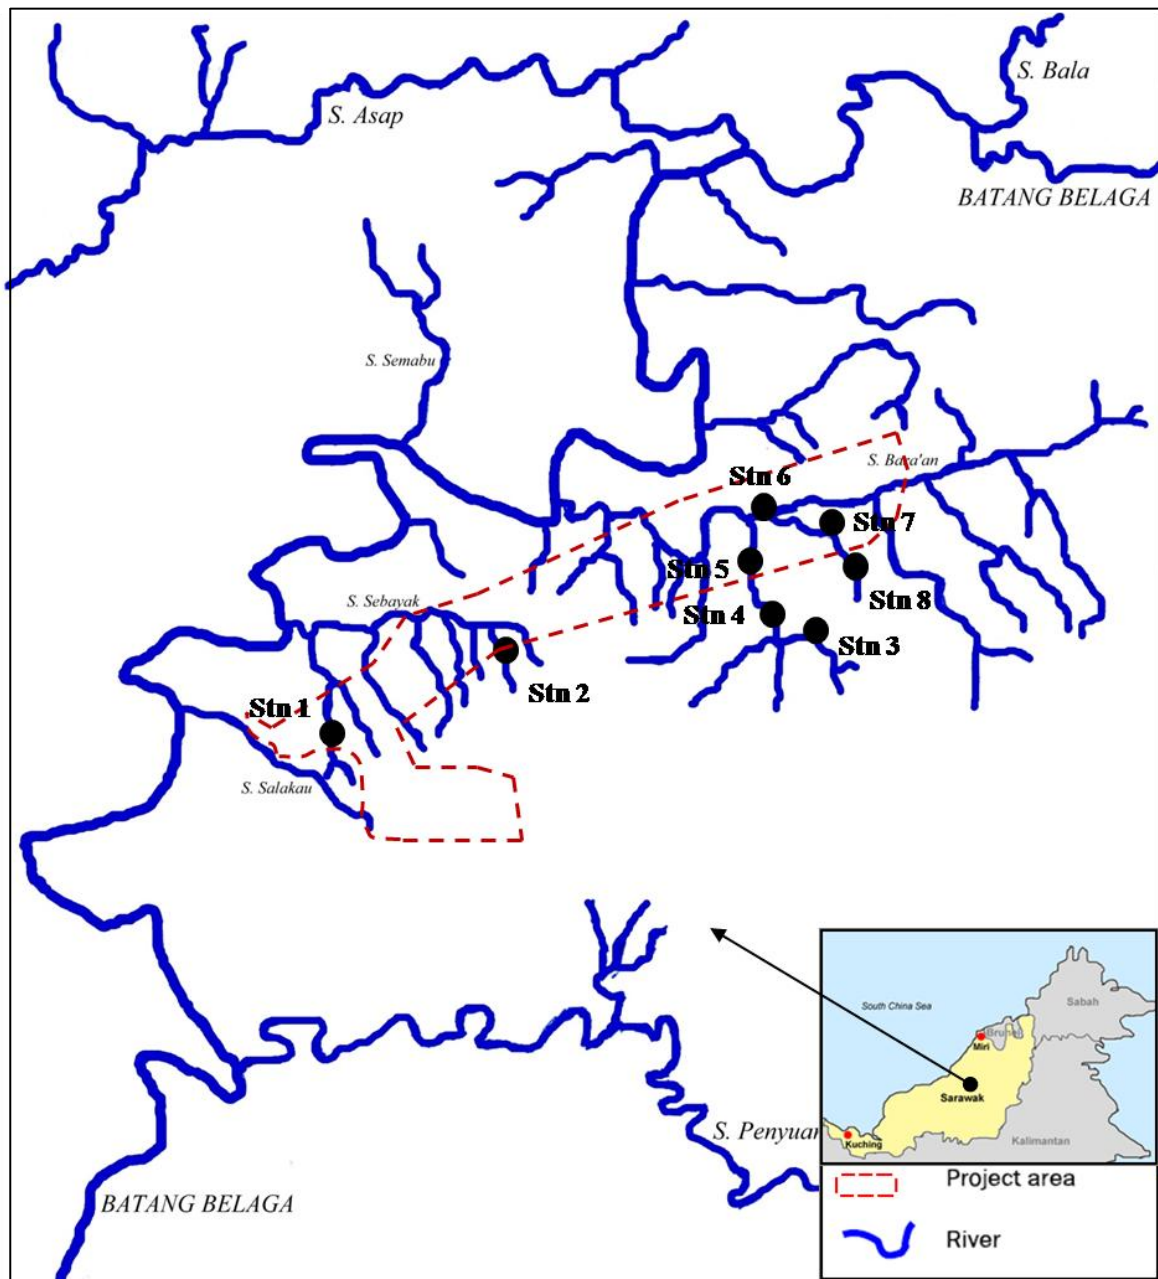 S. Bala
S. Asap
BATANG BELAGA
S. Semabu
S. Bara'an
Stn 6
Stn 7
Stn 5
Stn 8
S. Sebayak
Stn 4
Stn 3
Stn 2
Stn 1
S. Salakau
South China Sea
Sabah
Brunei
Miri
Sarawak
S. Penyuan
Kuching
Kalimantan
Project area
BATANG BELAGA
River